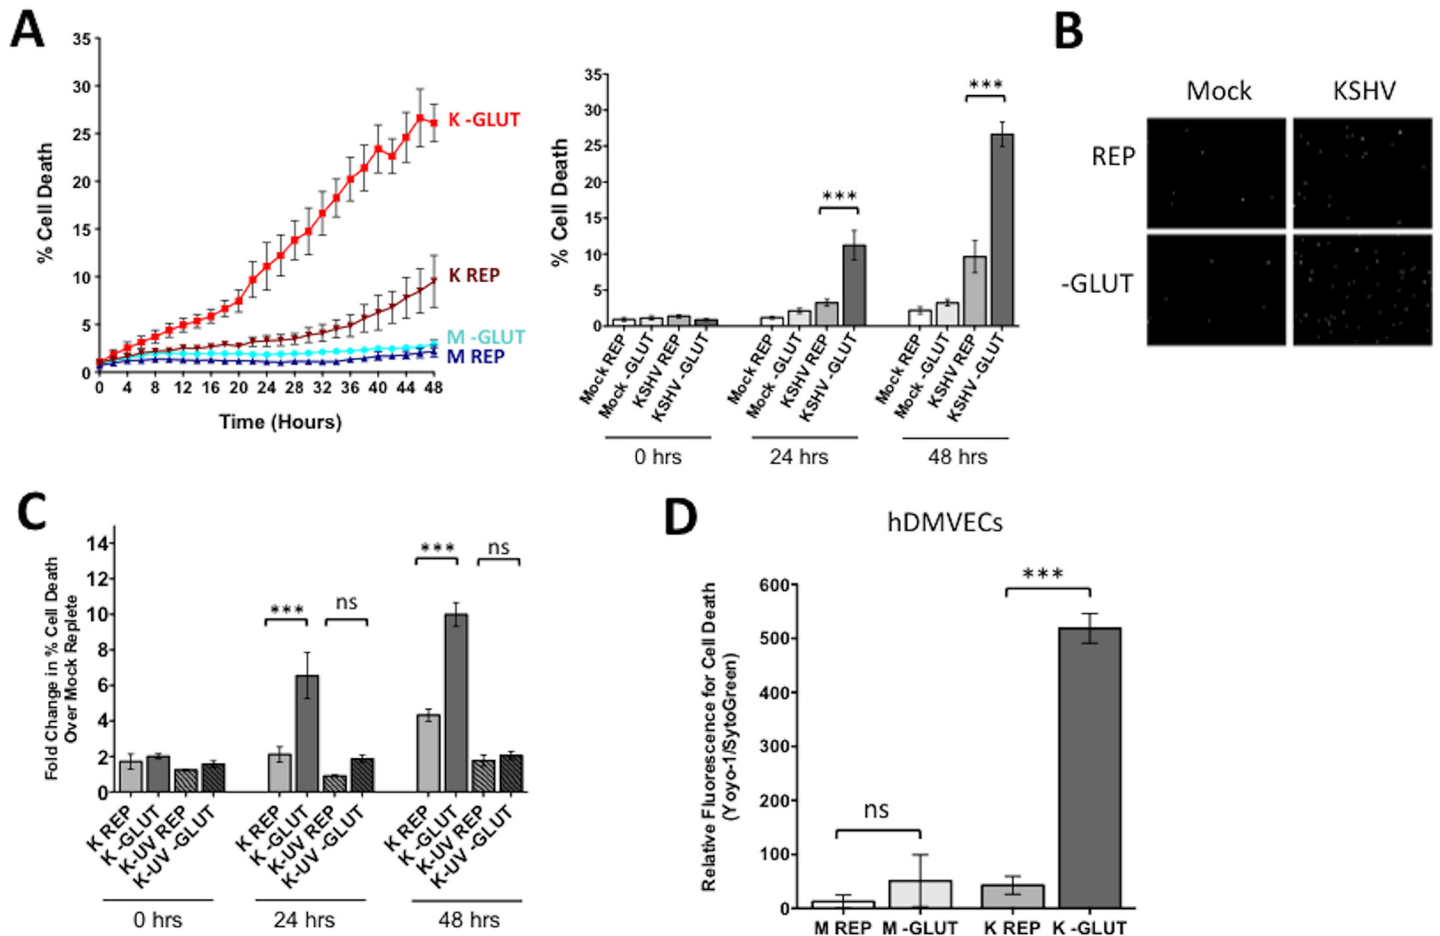 A
35
30
25
20
15
10
5
0
% Cell Death
0 4 8 12 16 20 24 28 32 36 40 44 48
Time (Hours)
K -GLUT
K REP
M -GLUT
M REP
35
30
25
20
15
10
5
0
% Cell Death
***
***
Mock REP
Mock -GLUT
KSHV REP
KSHV -GLUT
Mock REP
Mock -GLUT
KSHV REP
KSHV -GLUT
Mock REP
Mock -GLUT
KSHV REP
KSHV -GLUT
0 hrs
24 hrs
48 hrs
B
Mock KSHV
REP
-GLUT
C
14
12
10
8
6
4
2
0
Fold Change in % Cell Death
Over Mock Replete
***
ns
***
ns
K REP
K -GLUT
K-UV REP
K-UV -GLUT
K REP
K -GLUT
K-UV REP
K-UV -GLUT
K REP
K -GLUT
K-UV REP
K-UV -GLUT
0 hrs
24 hrs
48 hrs
D
hDMVECs
600
500
400
300
200
100
0
Relative Fluorescence for Cell Death
(Yoyo-1/SytoGreen)
ns
***
M REP M -GLUT K REP K -GLUT